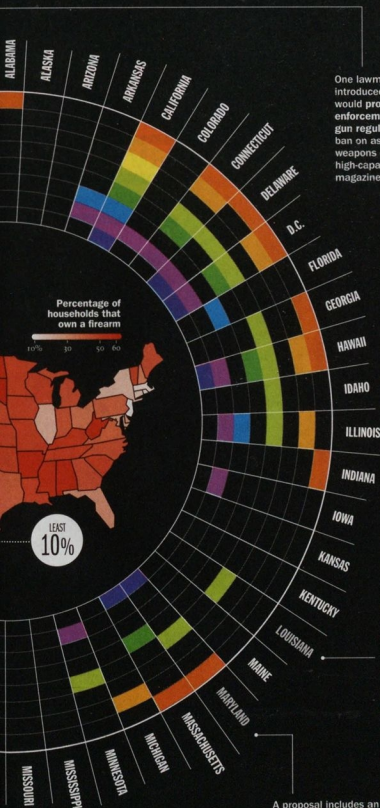 ALABAMA
ALASKA
ARIZONA
ARKANSAS
CALIFORNIA
COLORADO
CONNECTICUT
DELAWARE
D.C.
FLORIDA
GEORGIA
HAWAII
IDAHO
ILLINOIS
INDIANA
IOWA
KANSAS
KENTUCKY
LOUISIANA
MAINE
MARYLAND
MASSACHUSETTS
MICHIGAN
MINNESOTA
MISSISSIPP
MISSOURI
One lawm
introduced
would pro
enforcem
gun regul
ban on as
weapons
high-capa
magazine
Percentage of
households that
own a firearm
10% 30 50 60
LEAST
10%
A proposal includes an